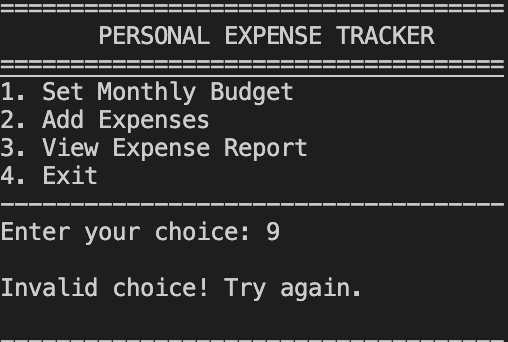 ====================================
       PERSONAL EXPENSE TRACKER
====================================
1. Set Monthly Budget
2. Add Expenses
3. View Expense Report
4. Exit
------------------------------------
Enter your choice: 9
Invalid choice! Try again.